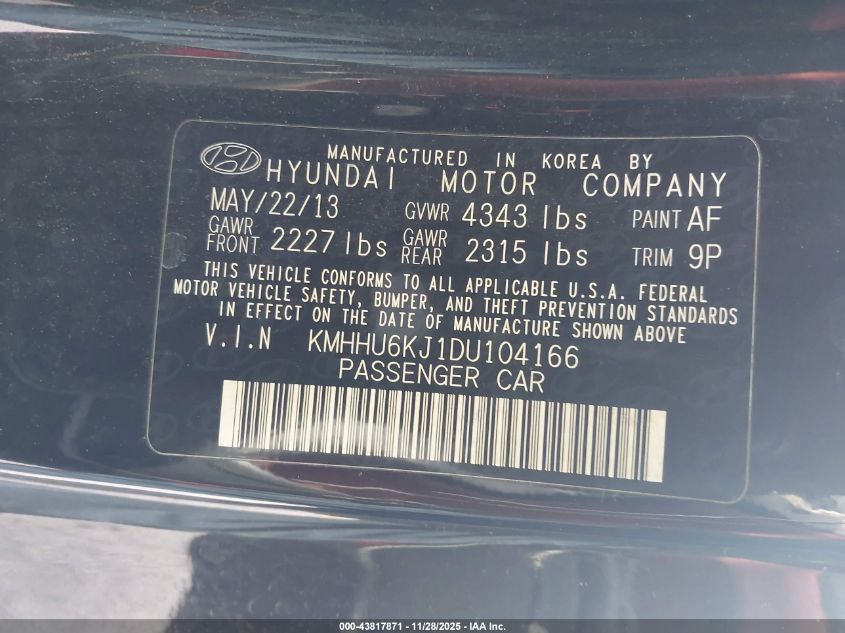 MANUFACTURED IN KOREA BY
HYUNDAI MOTOR COMPANY
MAY/22/13 GVWR 4343 lbs PAINT AF
GAWR FRONT 2227 lbs GAWR REAR 2315 lbs TRIM 9P
THIS VEHICLE CONFORMS TO ALL APPLICABLE U.S.A. FEDERAL
MOTOR VEHICLE SAFETY, BUMPER, AND THEFT PREVENTION STANDARDS
IN EFFECT ON THE DATE OF MANUFACTURE SHOWN ABOVE
V.I.N KMHHU6KJ1DU104166
PASSENGER CAR
000-43817871 - 11/28/2025 - IAA Inc.